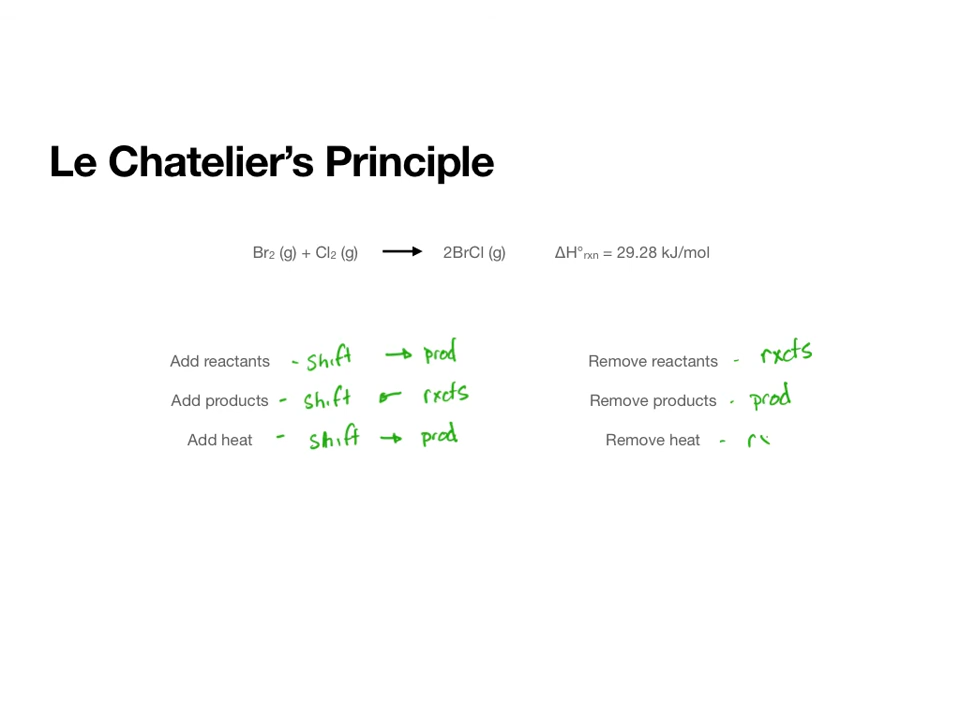 Le Chatelier’s Principle
Br₂ (g) + Cl₂ (g) ⟶ 2BrCl (g) ΔH°rxn = 29.28 kJ/mol
Add reactants - shift → prod
Remove reactants - rxcts
Add products - shift ← rxcts
Remove products - prod
Add heat - shift → prod
Remove heat -